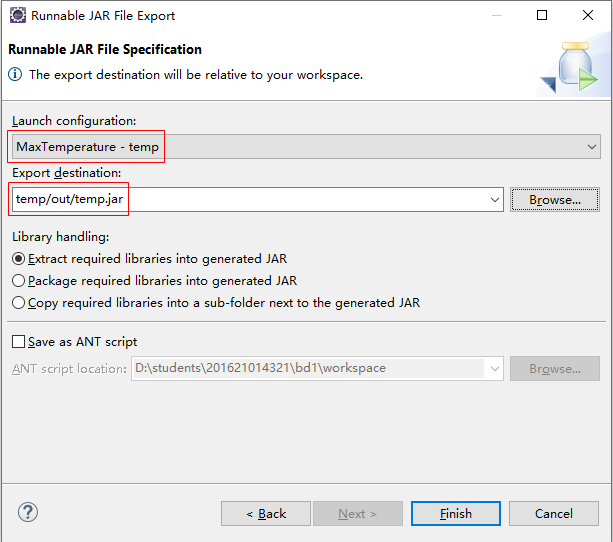 Runnable JAR File Export
Runnable JAR File Specification
The export destination will be relative to your workspace.
Launch configuration:
MaxTemperature - temp
Export destination:
temp/out/temp.jar
Browse...
Library handling:
Extract required libraries into generated JAR
Package required libraries into generated JAR
Copy required libraries into a sub-folder next to the generated JAR
Save as ANT script
ANT script location:
D:\students\201621014321\bd1\workspace
Browse...
< Back
Next >
Finish
Cancel